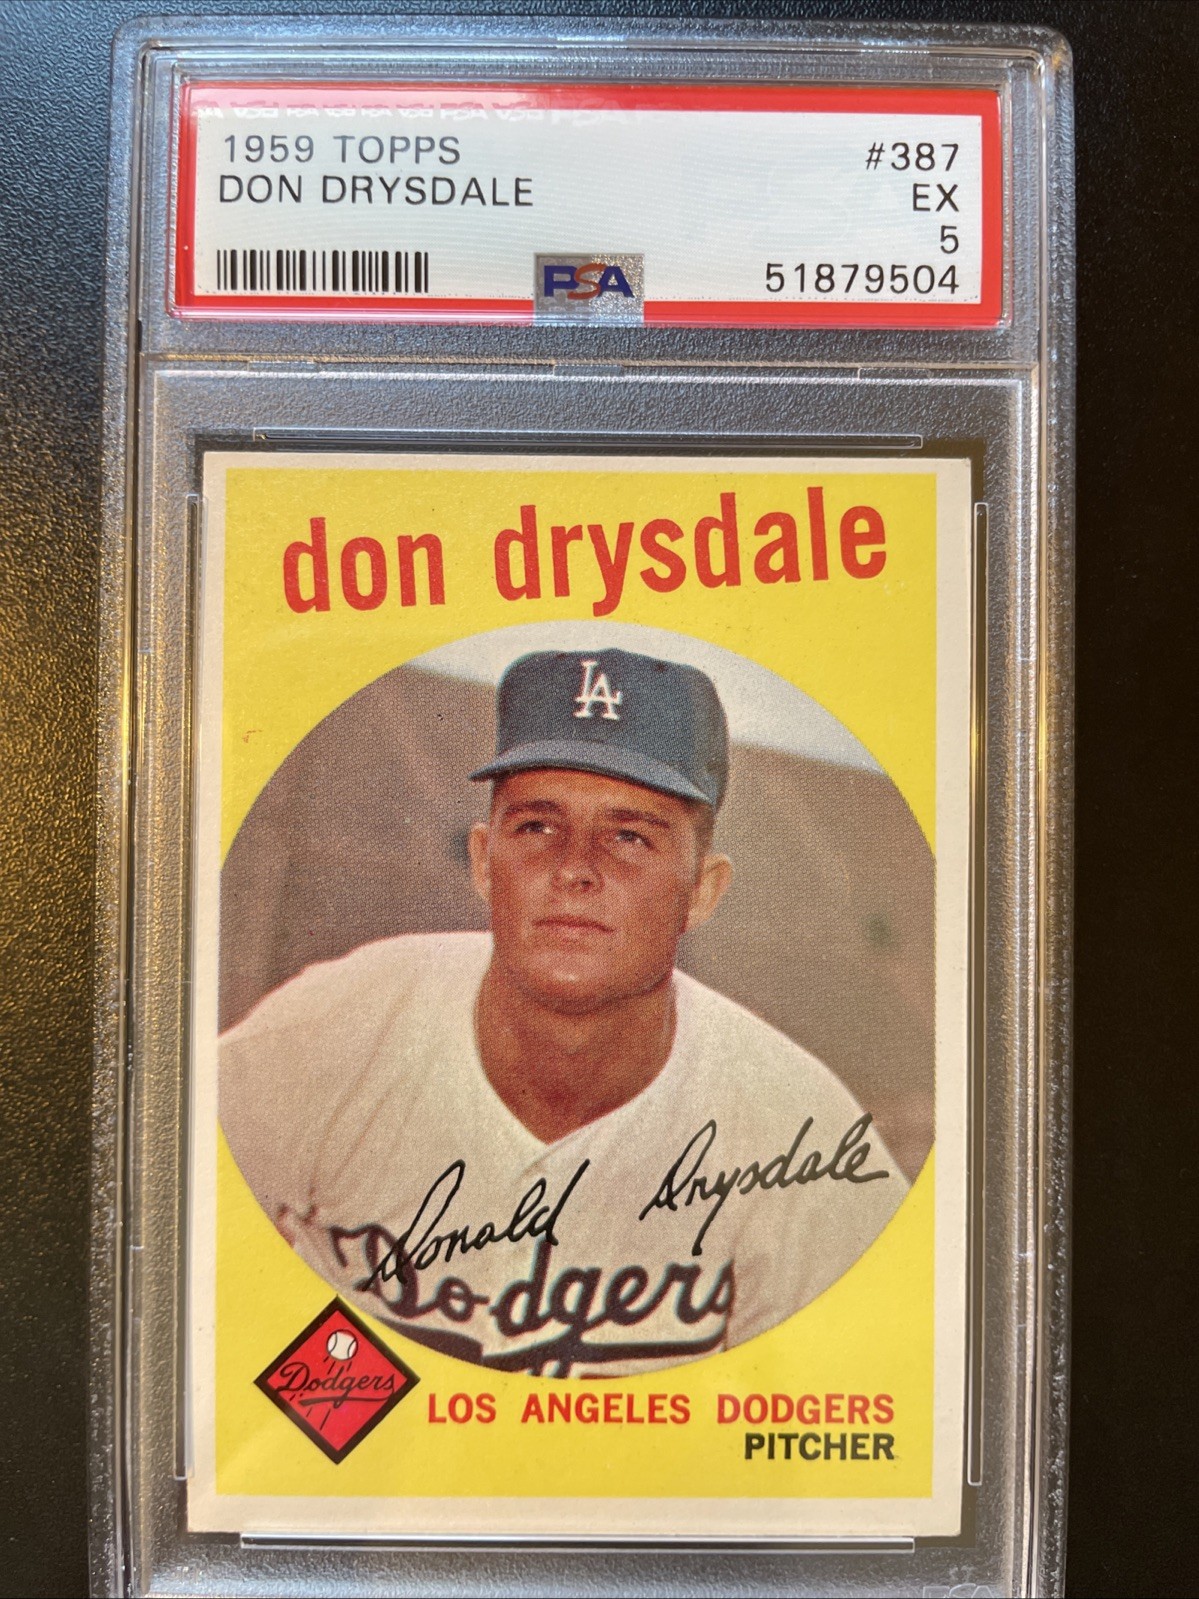 1959 TOPPS #387
DON DRYSDALE EX
5
PSA 51879504
don drysdale
LA
Donald Drysdale
Dodgers
Dodgers
LOS ANGELES DODGERS
PITCHER
PSA